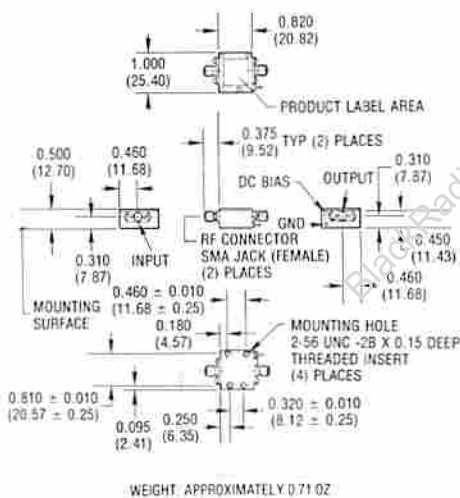 0.820
(20.82)
1.000
(25.40)
PRODUCT LABEL AREA
0.375
(9.52)
TYP (2) PLACES
0.500
(12.70)
0.460
(11.68)
DC BIAS
OUTPUT
0.310
(7.87)
GND
RF CONNECTOR
SMA JACK (FEMALE)
(2) PLACES
INPUT
0.310
(7.87)
0.450
(11.43)
0.460
(11.68)
MOUNTING
SURFACE
0.460 ± 0.010
(11.68 ± 0.25)
0.180
(4.57)
MOUNTING HOLE
2-56 UNC -2B X 0.15 DEEP
THREADED INSERT
(4) PLACES
0.810 ± 0.010
(20.57 ± 0.25)
0.095
(2.41)
0.250
(6.35)
0.320 ± 0.010
(8.12 ± 0.25)
WEIGHT: APPROXIMATELY 0.71 OZ
BlackRadi